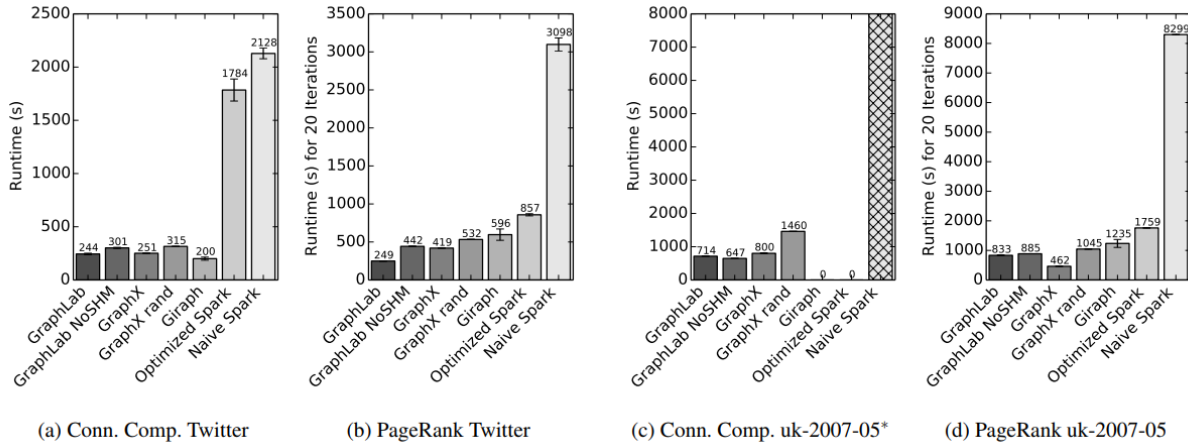 2500
2000
1500
1000
500
0
Runtime (s)
244
301
251
315
200
1784
2128
GraphLab
GraphLab NoSHM
GraphX
GraphX rand
Giraph
Optimized Spark
Naive Spark
(a) Conn. Comp. Twitter
3500
3000
2500
2000
1500
1000
500
0
Runtime (s) for 20 Iterations
249
442
419
532
596
857
3098
GraphLab
GraphLab NoSHM
GraphX
GraphX rand
Giraph
Optimized Spark
Naive Spark
(b) PageRank Twitter
8000
7000
6000
5000
4000
3000
2000
1000
0
Runtime (s)
714
647
800
1460
0
0
GraphLab
GraphLab NoSHM
GraphX
GraphX rand
Giraph
Optimized Spark
Naive Spark
(c) Conn. Comp. uk-2007-05*
9000
8000
7000
6000
5000
4000
3000
2000
1000
0
Runtime (s) for 20 Iterations
833
885
462
1045
1235
1759
8299
GraphLab
GraphLab NoSHM
GraphX
GraphX rand
Giraph
Optimized Spark
Naive Spark
(d) PageRank uk-2007-05